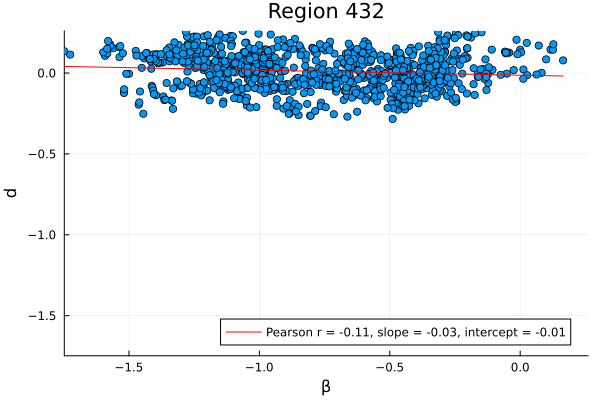 Region 432
0.0
−0.5
−1.0
−1.5
d
Pearson r = -0.11, slope = -0.03, intercept = -0.01
−1.5 −1.0 −0.5 0.0
β